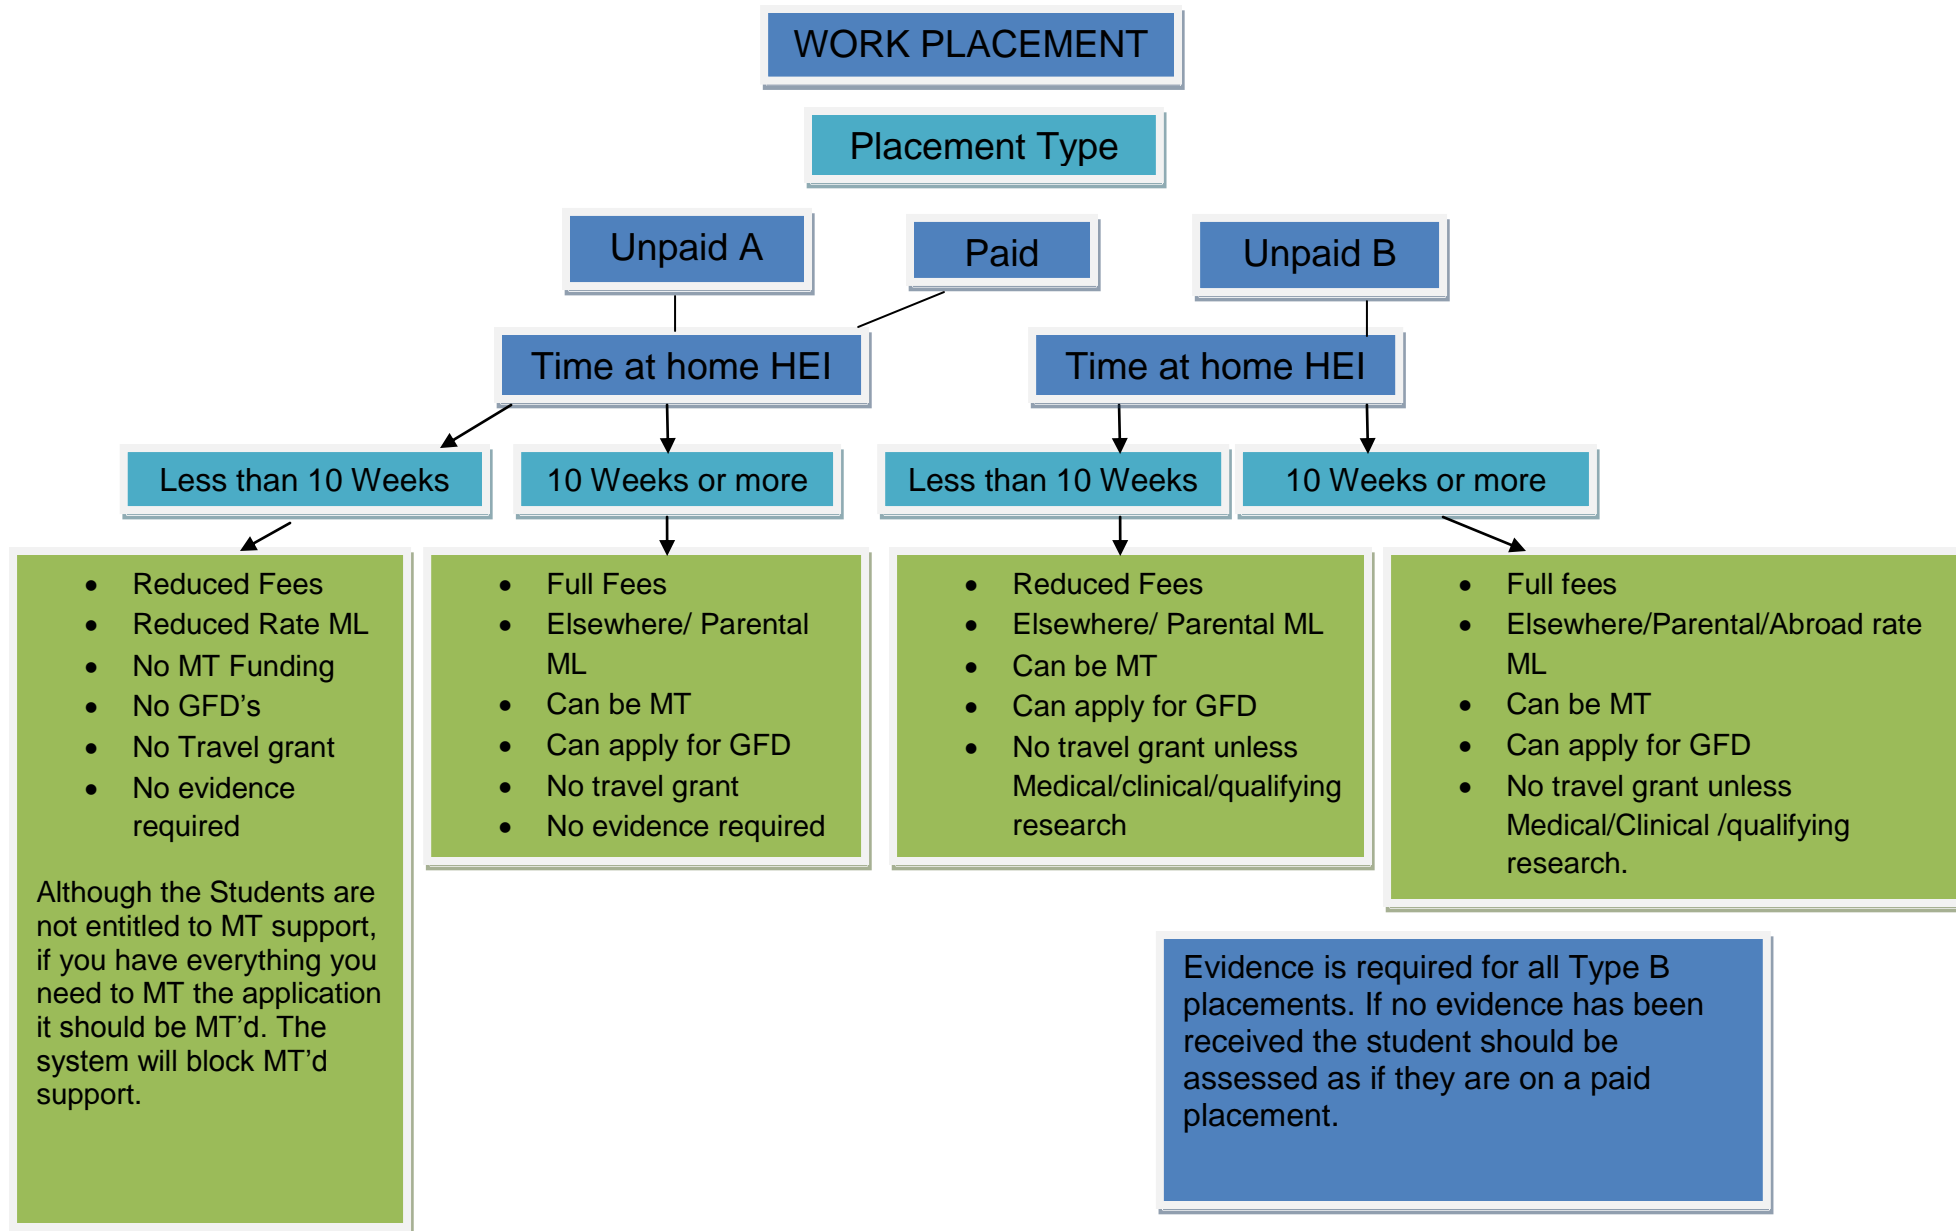 WORK PLACEMENT
Placement Type
Unpaid A
Paid
Unpaid B
Time at home HEI
Time at home HEI
Less than 10 Weeks
10 Weeks or more
Less than 10 Weeks
10 Weeks or more
• Reduced Fees
• Reduced Rate ML
• No MT Funding
• No GFD’s
• No Travel grant
• No evidence
required
Although the Students are
not entitled to MT support,
if you have everything you
need to MT the application
it should be MT’d. The
system will block MT’d
support.
• Full Fees
• Elsewhere/ Parental
ML
• Can be MT
• Can apply for GFD
• No travel grant
• No evidence required
• Reduced Fees
• Elsewhere/ Parental ML
• Can be MT
• Can apply for GFD
• No travel grant unless
Medical/clinical/qualifying
research
• Full fees
• Elsewhere/Parental/Abroad rate
ML
• Can be MT
• Can apply for GFD
• No travel grant unless
Medical/Clinical /qualifying
research.
Evidence is required for all Type B
placements. If no evidence has been
received the student should be
assessed as if they are on a paid
placement.